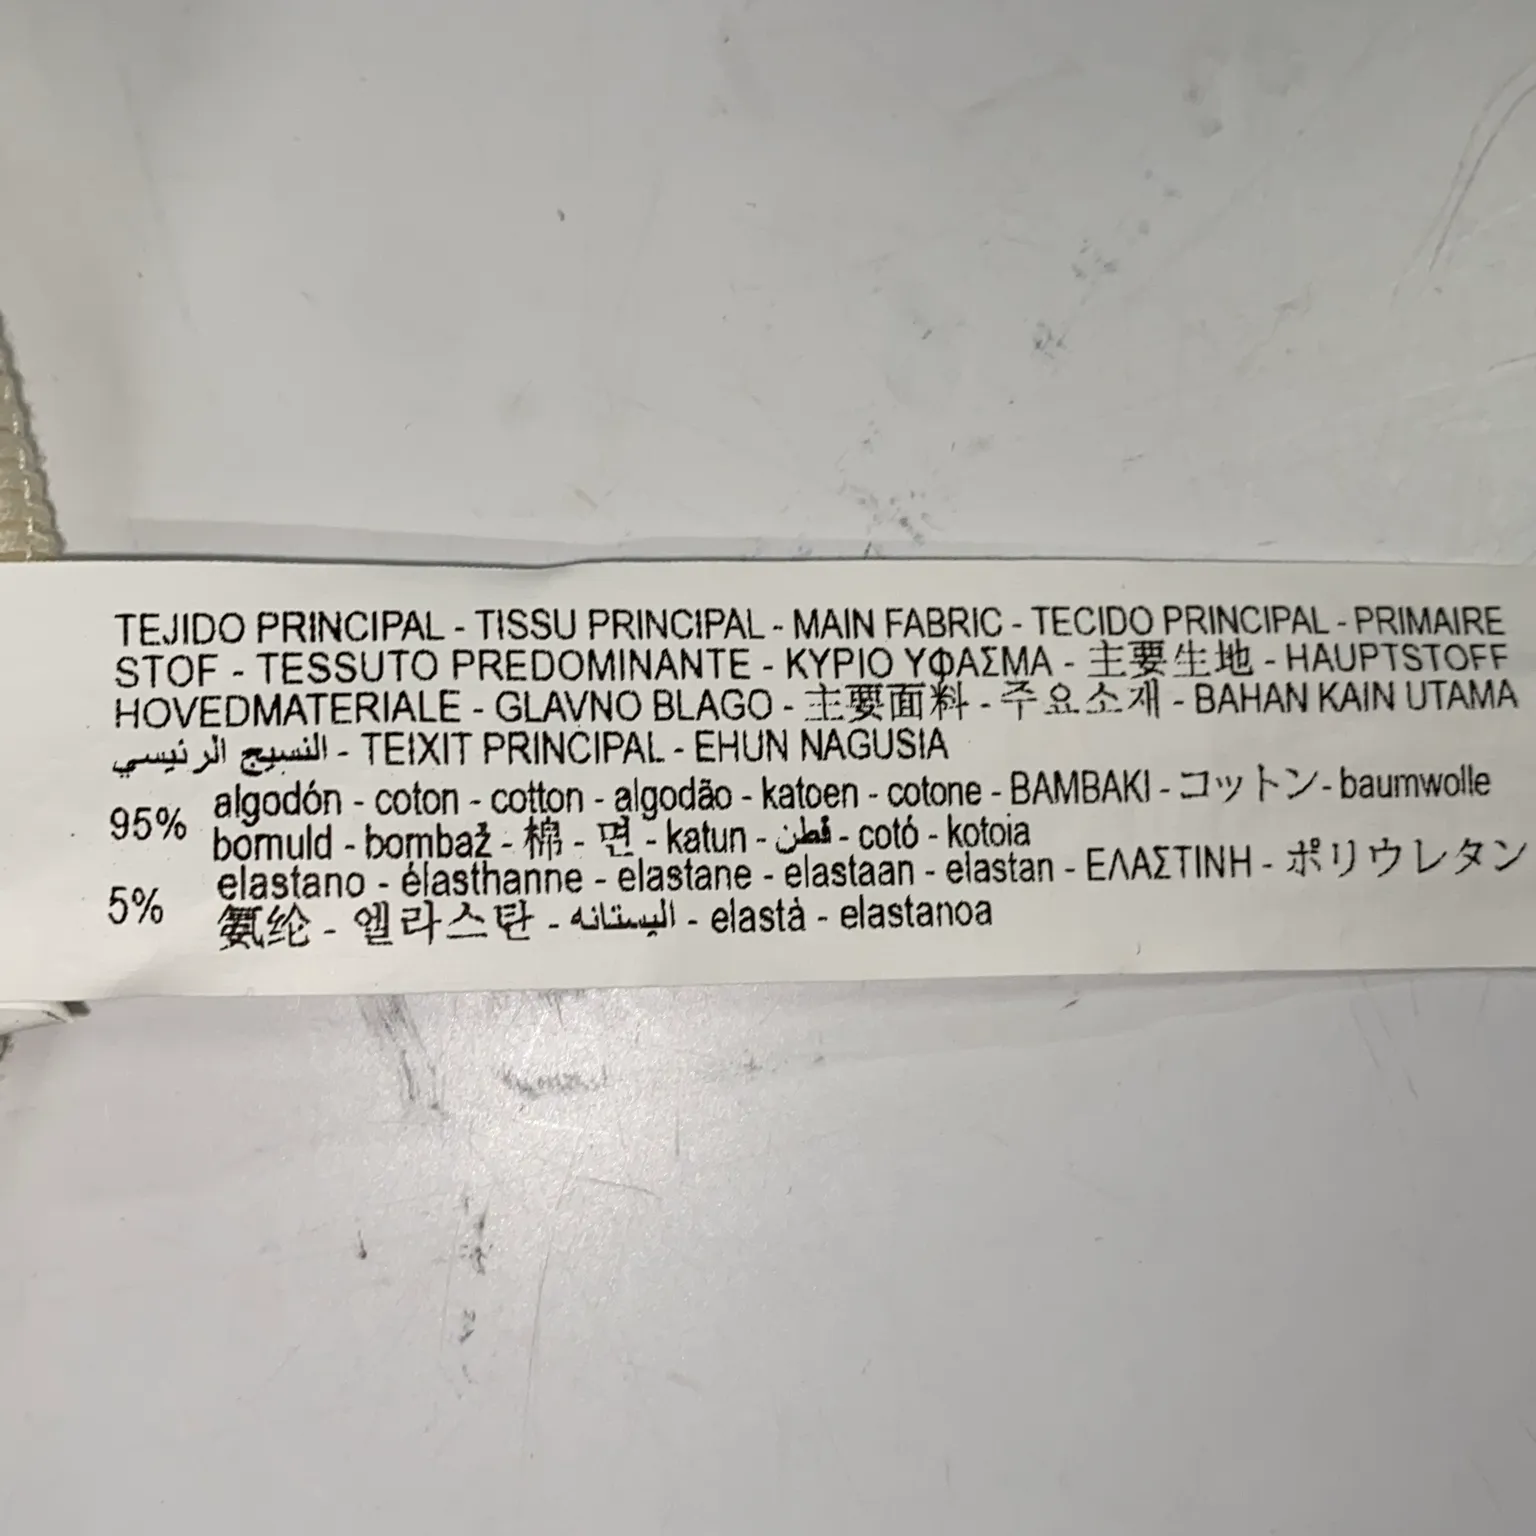 TEJIDO PRINCIPAL - TISSU PRINCIPAL - MAIN FABRIC - TECIDO PRINCIPAL - PRIMAIRE
STOF - TESSUTO PREDOMINANTE - ΚΥΡΙΟ ΥΦΑΣΜΑ - 主要生地 - HAUPTSTOFF
HOVEDMATERIALE - GLAVNO BLAGO - 主要面料 - 주요소재 - BAHAN KAIN UTAMA
النسيج الرئيسي - TEIXIT PRINCIPAL - EHUN NAGUSIA
95% algodón - coton - cotton - algodão - katoen - cotone - BAMBAKI - コットン - baumwolle
bomuld - bombaž - 棉 - 면 - katun - قطن - cotó - kotoia
5% elastano - élasthanne - elastane - elastaan - elastan - ΕΛΑΣΤΙΝΗ - ポリウレタン
氨纶 - 엘라스탄 - اليستانه - elastà - elastanoa